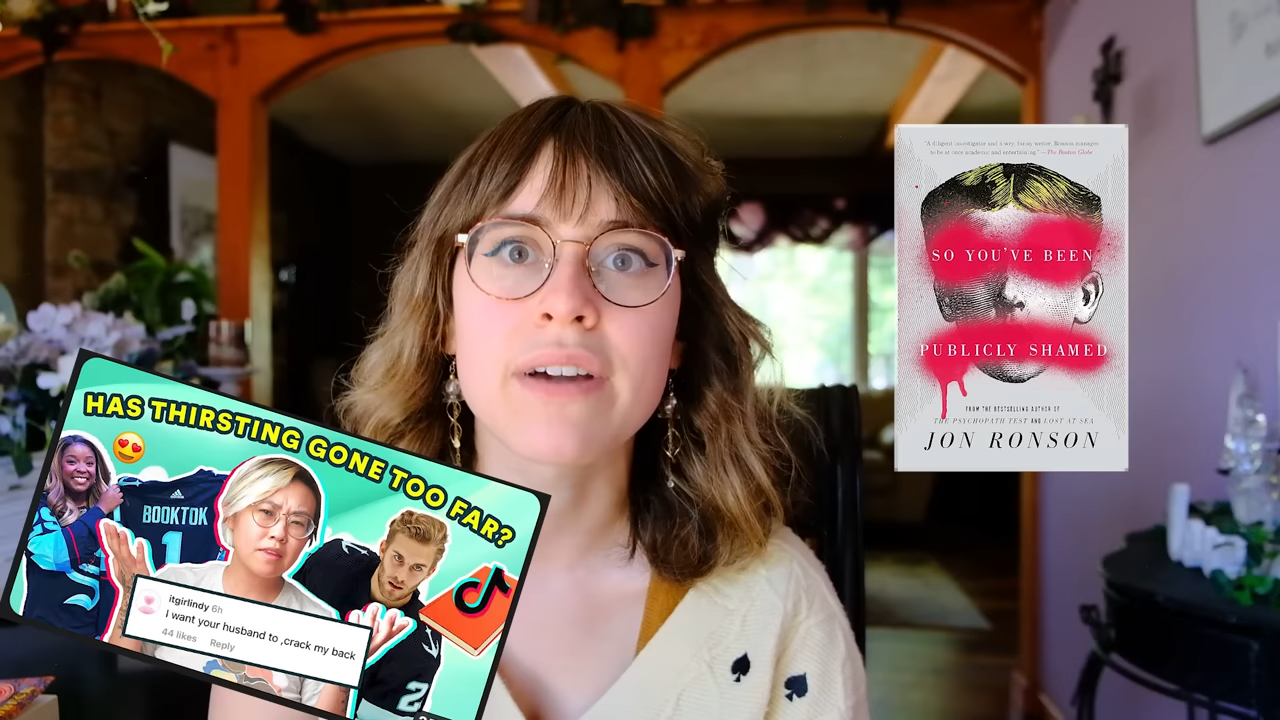 HAS THIRSTING GONE TOO FAR?
BOOKTOK
1
itgirlindy 6h
I want your husband to ,crack my back
44 likes Reply
2
"A diligent investigator and a wry, funny writer, Ronson manages
to be at once academic and entertaining." —The Boston Globe
SO YOU'VE BEEN
PUBLICLY SHAMED
FROM THE BESTSELLING AUTHOR OF
THE PSYCHOPATH TEST AND LOST AT SEA
JON RONSON